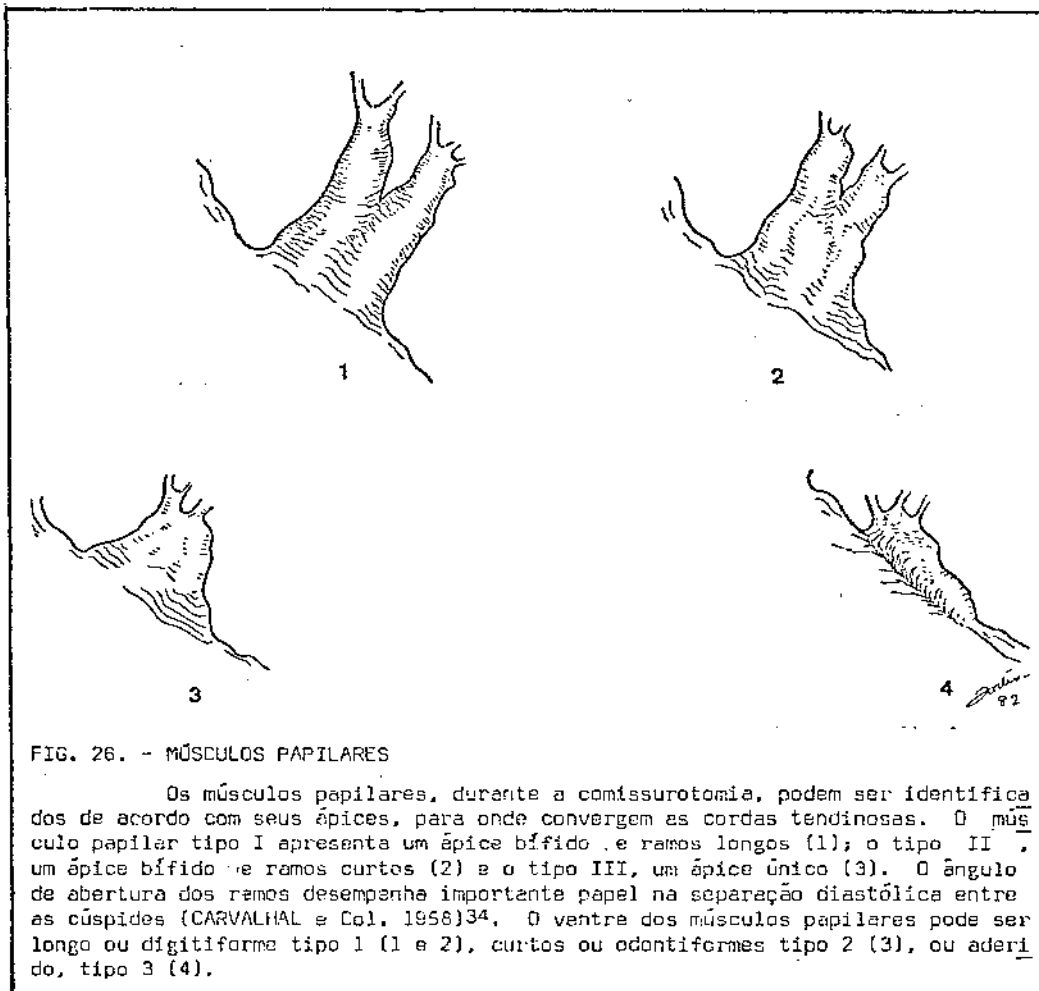 1
2
3
4
82
FIG. 26. - MÚSCULOS PAPILARES
Os músculos papilares, durante a comissurotomia, podem ser identifica
dos de acordo com seus ápices, para onde convergem as cordas tendinosas. O mús
culo papilar tipo I apresenta um ápice bífido e ramos longos (1); o tipo II ,
um ápice bífido e ramos curtos (2) e o tipo III, um ápice único (3). O ângulo
de abertura dos ramos desempenha importante papel na separação diastólica entre
as cúspides (CARVALHAL e Col. 1958)34. O ventre dos músculos papilares pode ser
longo ou digitiforme tipo 1 (1 e 2), curtos ou odontiformes tipo 2 (3), ou aderi
do, tipo 3 (4).